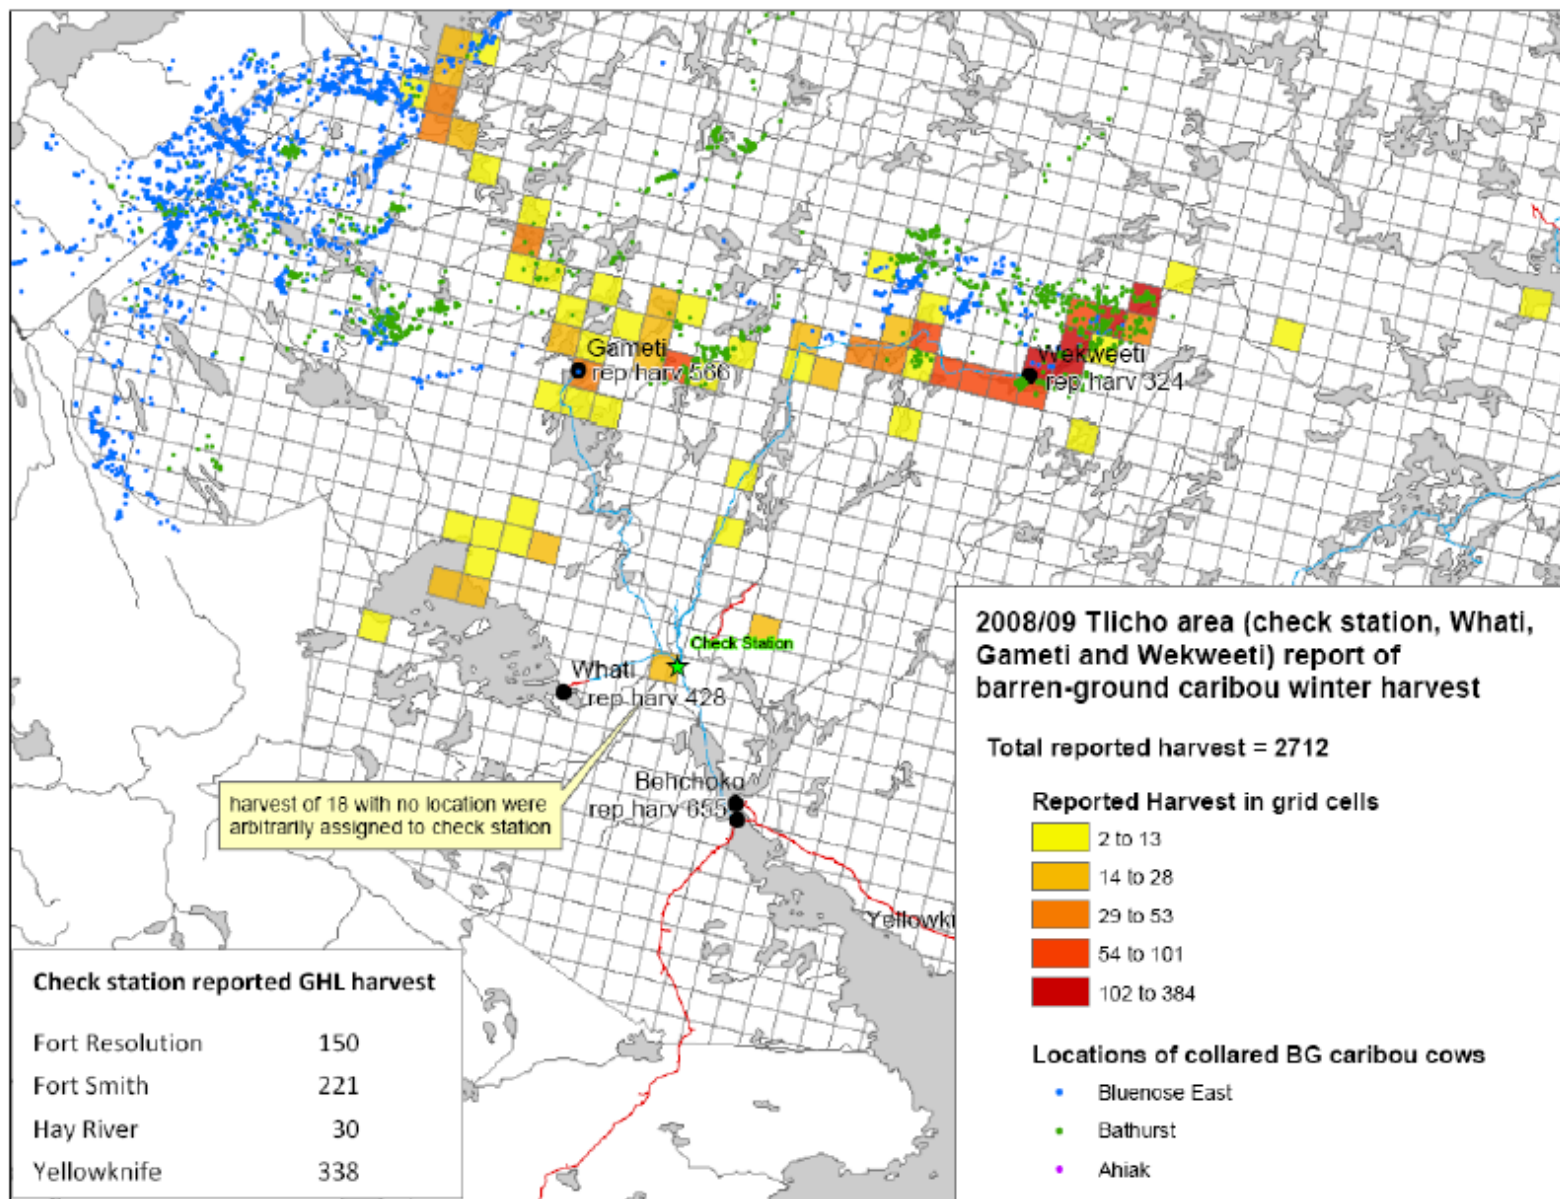 Gameti
rep harv 566
Wekweeti
rep harv 324
Check Station
Whati
rep harv 428
harvest of 18 with no location were
arbitrarily assigned to check station
Behchoko
rep harv 655
Yellowkn
2008/09 Tlicho area (check station, Whati,
Gameti and Wekweeti) report of
barren-ground caribou winter harvest
Total reported harvest = 2712
Reported Harvest in grid cells
2 to 13
14 to 28
29 to 53
54 to 101
102 to 384
Locations of collared BG caribou cows
Bluenose East
Bathurst
Ahiak
Check station reported GHL harvest
Fort Resolution 150
Fort Smith 221
Hay River 30
Yellowknife 338